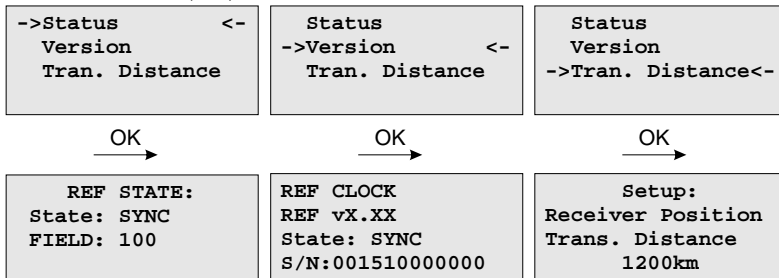 ->Status <-
Version
Tran. Distance
Status
->Version <-
Tran. Distance
Status
Version
->Tran. Distance<-
OK
OK
OK
REF STATE:
State: SYNC
FIELD: 100
REF CLOCK
REF vX.XX
State: SYNC
S/N:001510000000
Setup:
Receiver Position
Trans. Distance
1200km